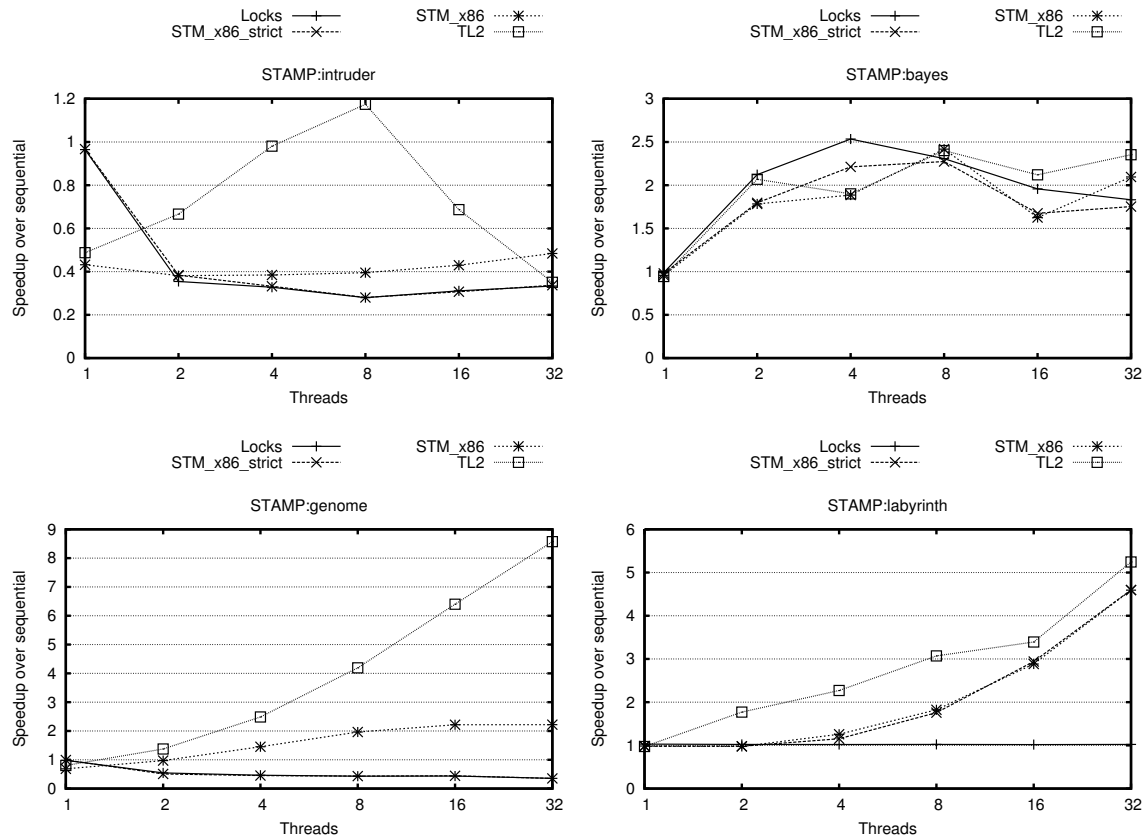 Locks
STM_x86_strict
STM_x86
TL2
STAMP:intruder
Speedup over sequential
1.2
1
0.8
0.6
0.4
0.2
0
1 2 4 8 16 32
Threads
Locks
STM_x86_strict
STM_x86
TL2
STAMP:bayes
Speedup over sequential
3
2.5
2
1.5
1
0.5
0
1 2 4 8 16 32
Threads
Locks
STM_x86_strict
STM_x86
TL2
STAMP:genome
Speedup over sequential
9
8
7
6
5
4
3
2
1
0
1 2 4 8 16 32
Threads
Locks
STM_x86_strict
STM_x86
TL2
STAMP:labyrinth
Speedup over sequential
6
5
4
3
2
1
0
1 2 4 8 16 32
Threads